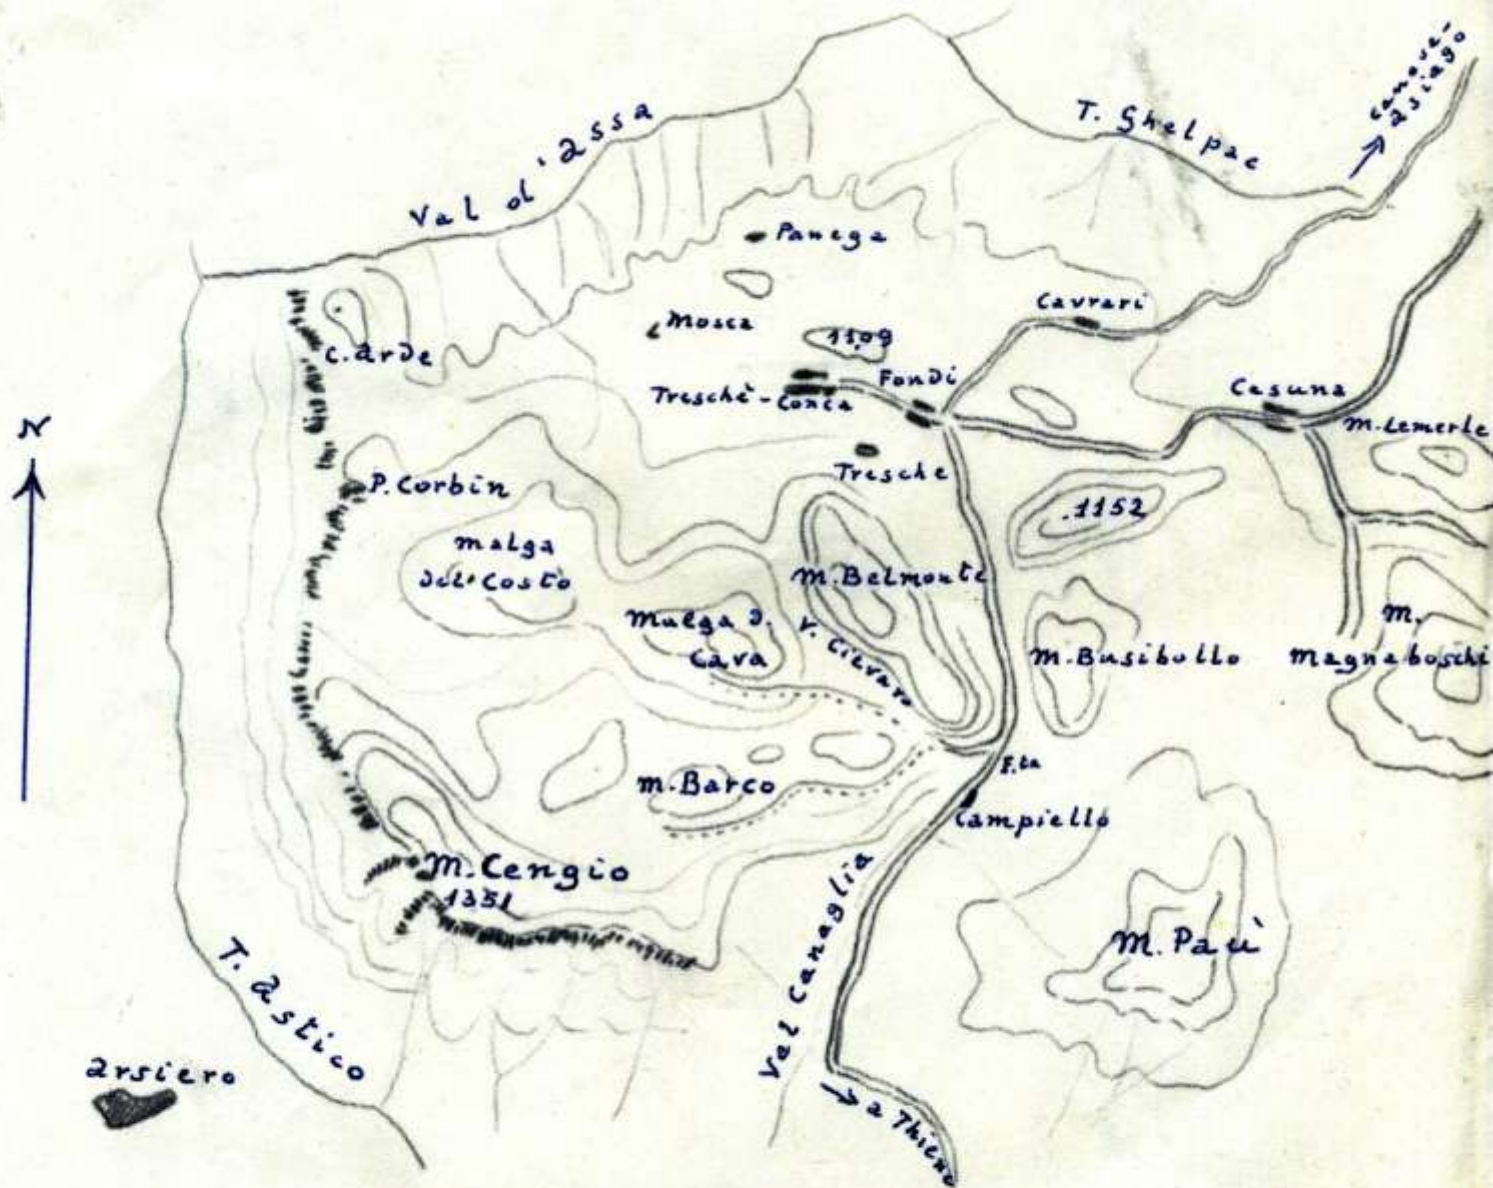 Canove-
Asiago
T. Ghelpac
Val d'Assa
Panega
Mosca
1109
Cavrari
C. Arde
Fondi
Treschè-Conca
Cesuna
M. Lemerle
N
P. Corbin
Tresche
.1152
Malga
del Costo
M. Belmonte
Malga d.
Cava
V. Cievaro
M. Busibollo
M.
Magnaboschi
M. Barco
F.ta
Campiello
M. Cengio
1351
Val Canaglia
M. Paù
T. Astico
Arsiero
a Thiene